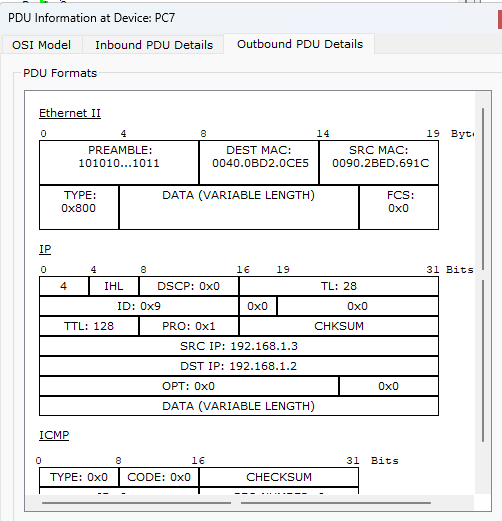 PDU Information at Device: PC7
OSI Model Inbound PDU Details Outbound PDU Details
PDU Formats
Ethernet II
0 4 8 14 19 Byte
PREAMBLE: DEST MAC: SRC MAC:
101010...1011 0040.0BD2.0CE5 0090.2BED.691C
TYPE: DATA (VARIABLE LENGTH) FCS:
0x800 0x0
IP
0 4 8 16 19 31 Bits
4 IHL DSCP: 0x0 TL: 28
ID: 0x9 0x0 0x0
TTL: 128 PRO: 0x1 CHKSUM
SRC IP: 192.168.1.3
DST IP: 192.168.1.2
OPT: 0x0 0x0
DATA (VARIABLE LENGTH)
ICMP
0 8 16 31 Bits
TYPE: 0x0 CODE: 0x0 CHECKSUM